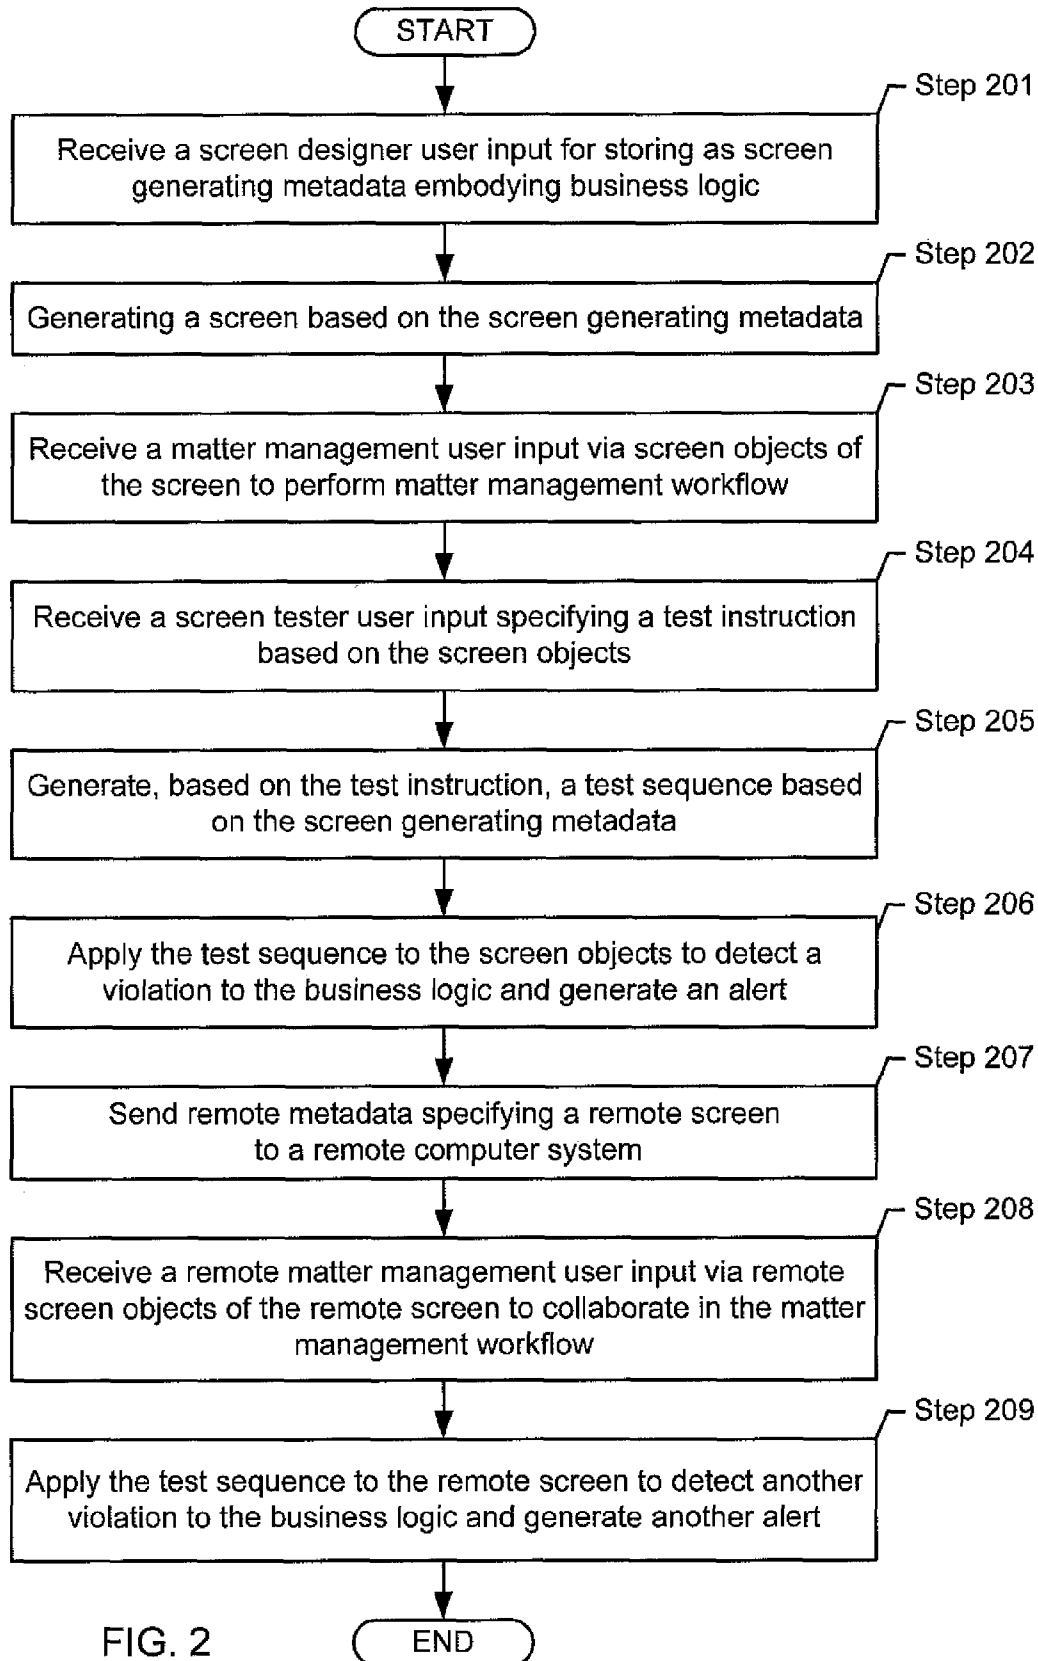 START
Step 201
Receive a screen designer user input for storing as screen
generating metadata embodying business logic
Step 202
Generating a screen based on the screen generating metadata
Step 203
Receive a matter management user input via screen objects of
the screen to perform matter management workflow
Step 204
Receive a screen tester user input specifying a test instruction
based on the screen objects
Step 205
Generate, based on the test instruction, a test sequence based
on the screen generating metadata
Step 206
Apply the test sequence to the screen objects to detect a
violation to the business logic and generate an alert
Step 207
Send remote metadata specifying a remote screen
to a remote computer system
Step 208
Receive a remote matter management user input via remote
screen objects of the remote screen to collaborate in the matter
management workflow
Step 209
Apply the test sequence to the remote screen to detect another
violation to the business logic and generate another alert
FIG. 2
END